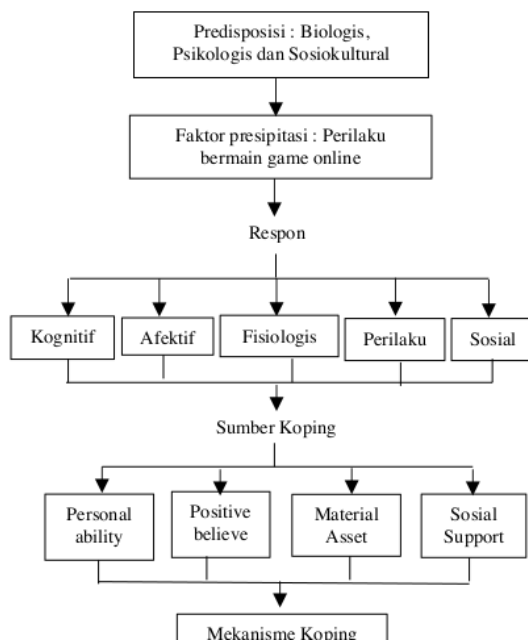 Predisposisi : Biologis,
Psikologis dan Sosiokultural
Faktor presipitasi : Perilaku
bermain game online
Respon
Kognitif
Afektif
Fisiologis
Perilaku
Sosial
Sumber Koping
Personal
ability
Positive
believe
Material
Asset
Sosial
Support
Mekanisme Koping